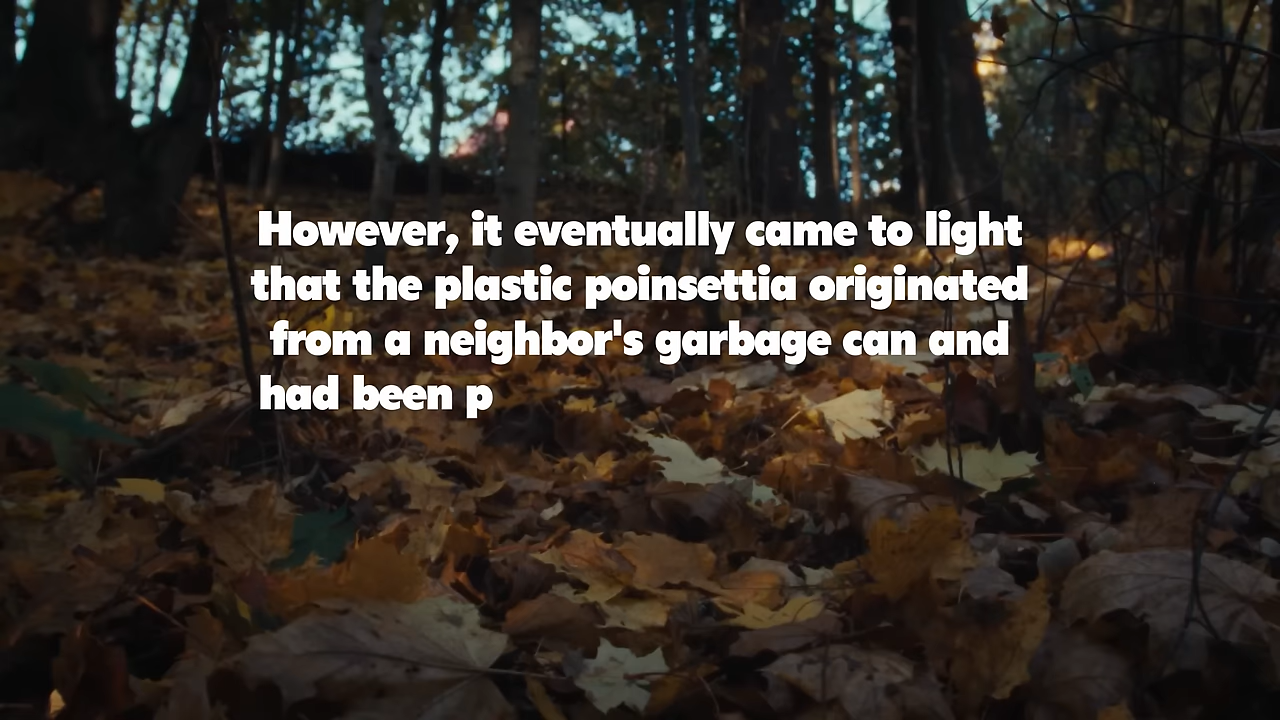 However, it eventually came to light
that the plastic poinsettia originated
from a neighbor's garbage can and
had been p